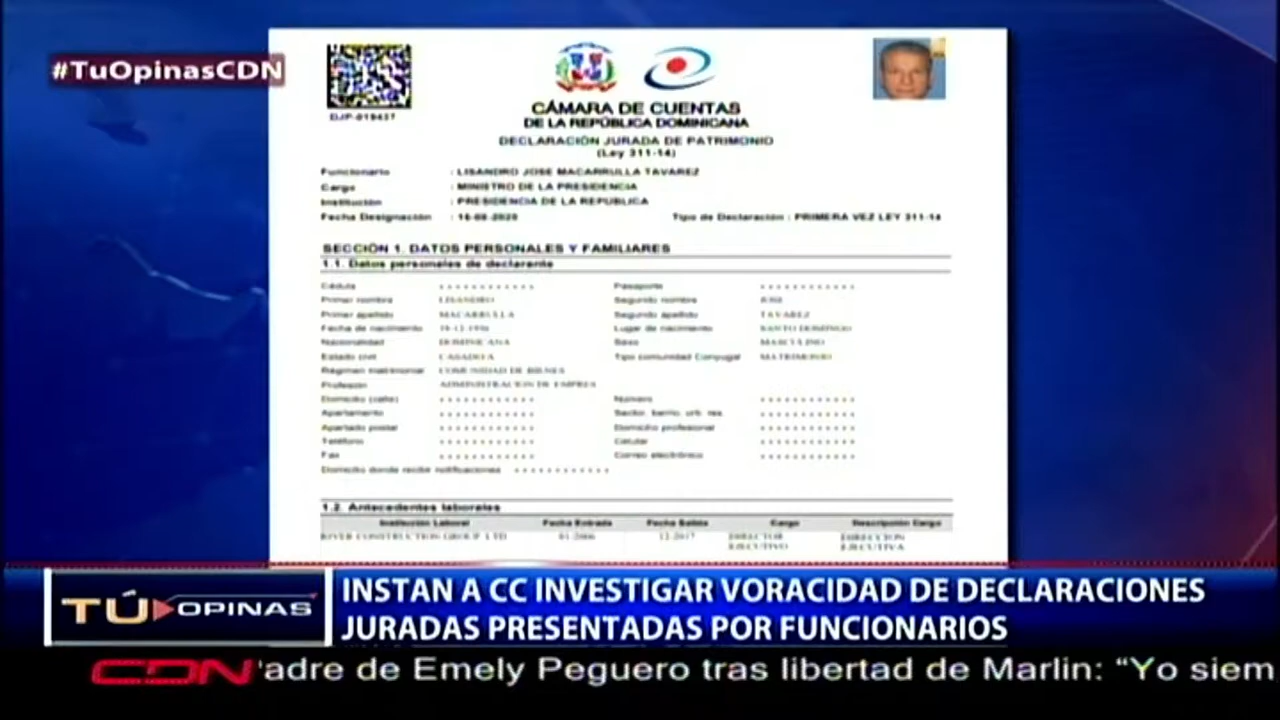 #TuOpinasCDN
DJP-019437
CÁMARA DE CUENTAS
DE LA REPÚBLICA DOMINICANA
DECLARACIÓN JURADA DE PATRIMONIO
(Ley 311-14)
Funcionario : LISANDRO JOSE MACARRULLA TAVAREZ
Cargo : MINISTRO DE LA PRESIDENCIA
Institución : PRESIDENCIA DE LA REPUBLICA
Fecha Designación : 16-08-2020 Tipo de Declaración : PRIMERA VEZ LEY 311-14
SECCIÓN 1. DATOS PERSONALES Y FAMILIARES
1.1. Datos personales de declarante
Cédula * * * * * * * * * * * * Pasaporte * * * * * * * * * * * *
Primer nombre LISANDRO Segundo nombre JOSE
Primer apellido MACARRULLA Segundo apellido TAVAREZ
Fecha de nacimiento Lugar de nacimiento SANTO DOMINGO
Nacionalidad DOMINICANA Sexo MASCULINO
Estado civil CASADO/A Tipo comunidad Conyugal MATRIMONIO
Régimen matrimonial COMUNIDAD DE BIENES
Profesión ADMINISTRACION DE EMPRESA
Domicilio (calle) * * * * * * * * * * * * Número * * * * * * * * * * * *
Apartamento * * * * * * * * * * * * Sector, barrio, urb. res. * * * * * * * * * * * *
Apartado postal * * * * * * * * * * * * Domicilio profesional * * * * * * * * * * * *
Teléfono * * * * * * * * * * * * Celular * * * * * * * * * * * *
Fax * * * * * * * * * * * * Correo electrónico * * * * * * * * * * * *
Domicilio donde recibir notificaciones * * * * * * * * * * * *
1.2. Antecedentes laborales
Institución Laboral Fecha Entrada Fecha Salida Cargo Descripción Cargo
RIVER CONSTRUCTION GROUP LTD 01-2006 12-2017 DIRECTOR DIRECCION
EJECUTIVO EJECUTIVA
TÚ OPINAS
INSTAN A CC INVESTIGAR VORACIDAD DE DECLARACIONES
JURADAS PRESENTADAS POR FUNCIONARIOS
CDN 'adre de Emely Peguero tras libertad de Marlin: “Yo siem